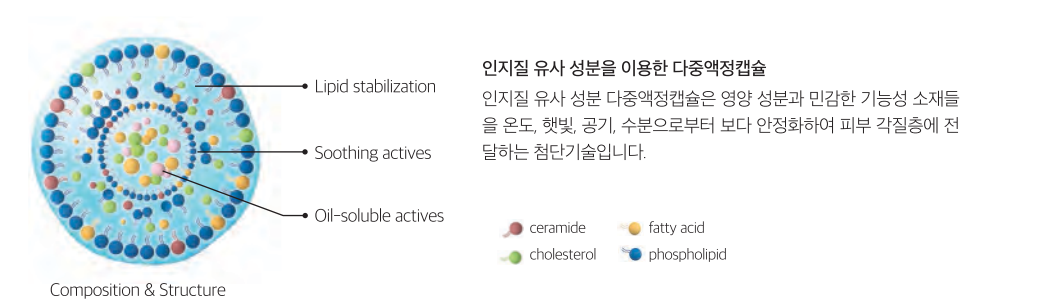 Lipid stabilization
Soothing actives
Oil-soluble actives
Composition & Structure
인지질 유사 성분을 이용한 다중액정캡슐
인지질 유사 성분 다중액정캡슐은 영양 성분과 민감한 기능성 소재들
을 온도, 햇빛, 공기, 수분으로부터 보다 안정화하여 피부 각질층에 전
달하는 첨단기술입니다.
ceramide
fatty acid
cholesterol
phospholipid